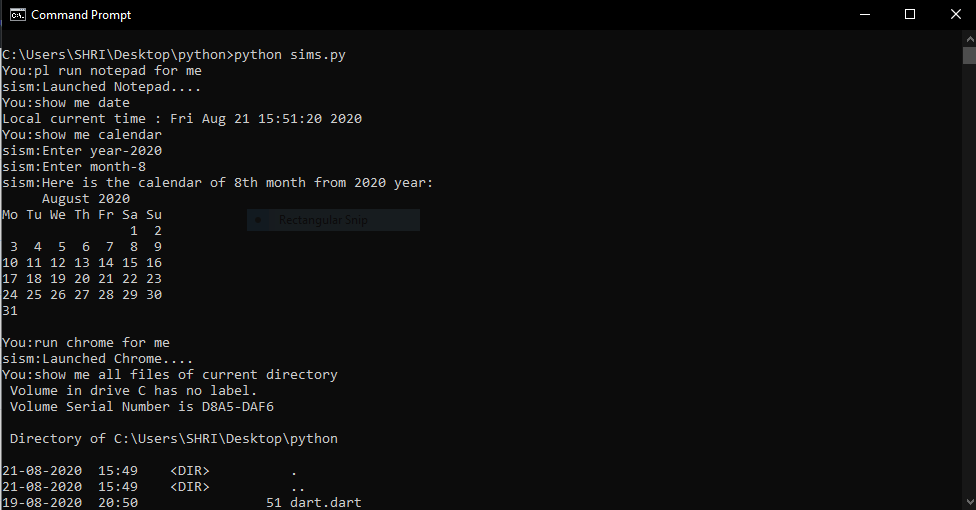 Command Prompt
C:\Users\SHRI\Desktop\python>python sims.py
You:pl run notepad for me
sism:Launched Notepad....
You:show me date
Local current time : Fri Aug 21 15:51:20 2020
You:show me calendar
sism:Enter year-2020
sism:Enter month-8
sism:Here is the calendar of 8th month from 2020 year:
     August 2020
Mo Tu We Th Fr Sa Su
                1  2
 3  4  5  6  7  8  9
10 11 12 13 14 15 16
17 18 19 20 21 22 23
24 25 26 27 28 29 30
31
Rectangular Snip
You:run chrome for me
sism:Launched Chrome....
You:show me all files of current directory
 Volume in drive C has no label.
 Volume Serial Number is D8A5-DAF6
 Directory of C:\Users\SHRI\Desktop\python
21-08-2020  15:49    <DIR>          .
21-08-2020  15:49    <DIR>          ..
19-08-2020  20:50                51 dart.dart